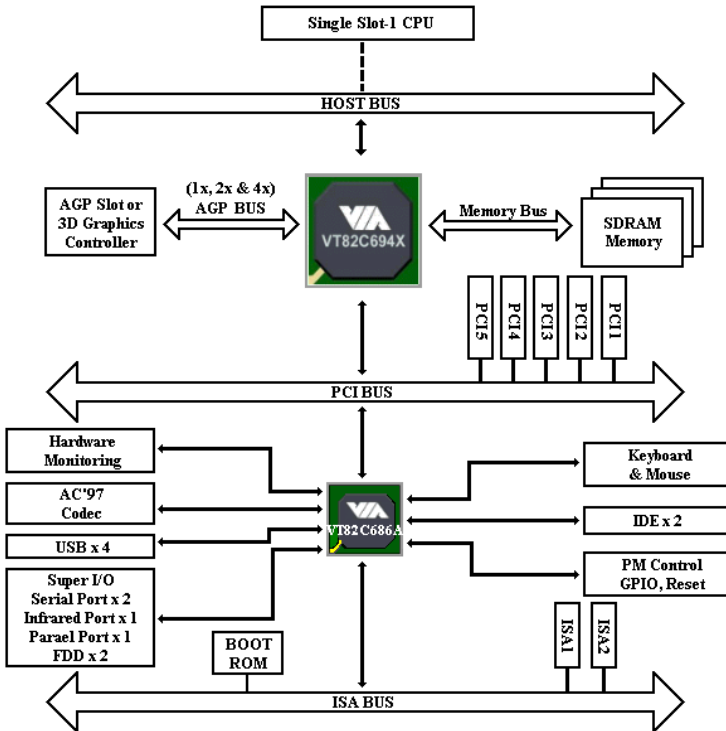 Single Slot-1 CPU
HOST BUS
(1x, 2x & 4x)
AGP BUS
AGP Slot or
3D Graphics
Controller
VIA
VT82C694X
Memory Bus
SDRAM
Memory
PCI5
PCI4
PCI3
PCI2
PCI1
PCI BUS
Hardware
Monitoring
AC'97
Codec
USB x 4
Super I/O
Serial Port x 2
Infrared Port x 1
Parael Port x 1
FDD x 2
VIA
VT82C686A
Keyboard
& Mouse
IDE x 2
PM Control
GPIO, Reset
BOOT
ROM
ISA1
ISA2
ISA BUS